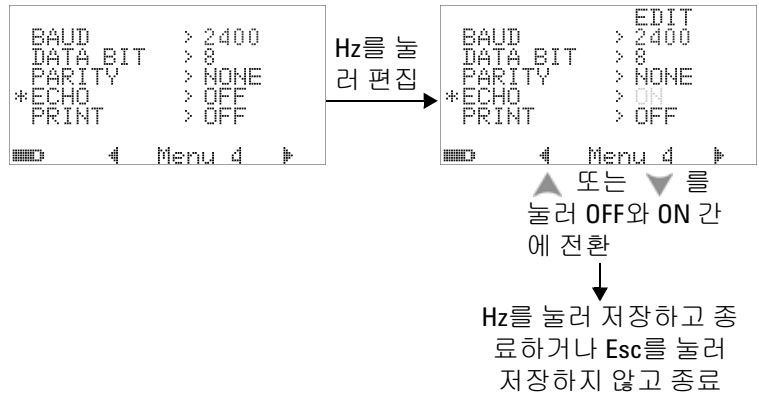 BAUD > 2400
DATA BIT > 8
PARITY > NONE
*ECHO > OFF
PRINT > OFF
Menu 4
Hz를 눌
러 편집
EDIT
BAUD > 2400
DATA BIT > 8
PARITY > NONE
*ECHO > ON
PRINT > OFF
Menu 4
▲ 또는 ▼ 를
눌러 OFF와 ON 간
에 전환
Hz를 눌러 저장하고 종
료하거나 Esc를 눌러
저장하지 않고 종료